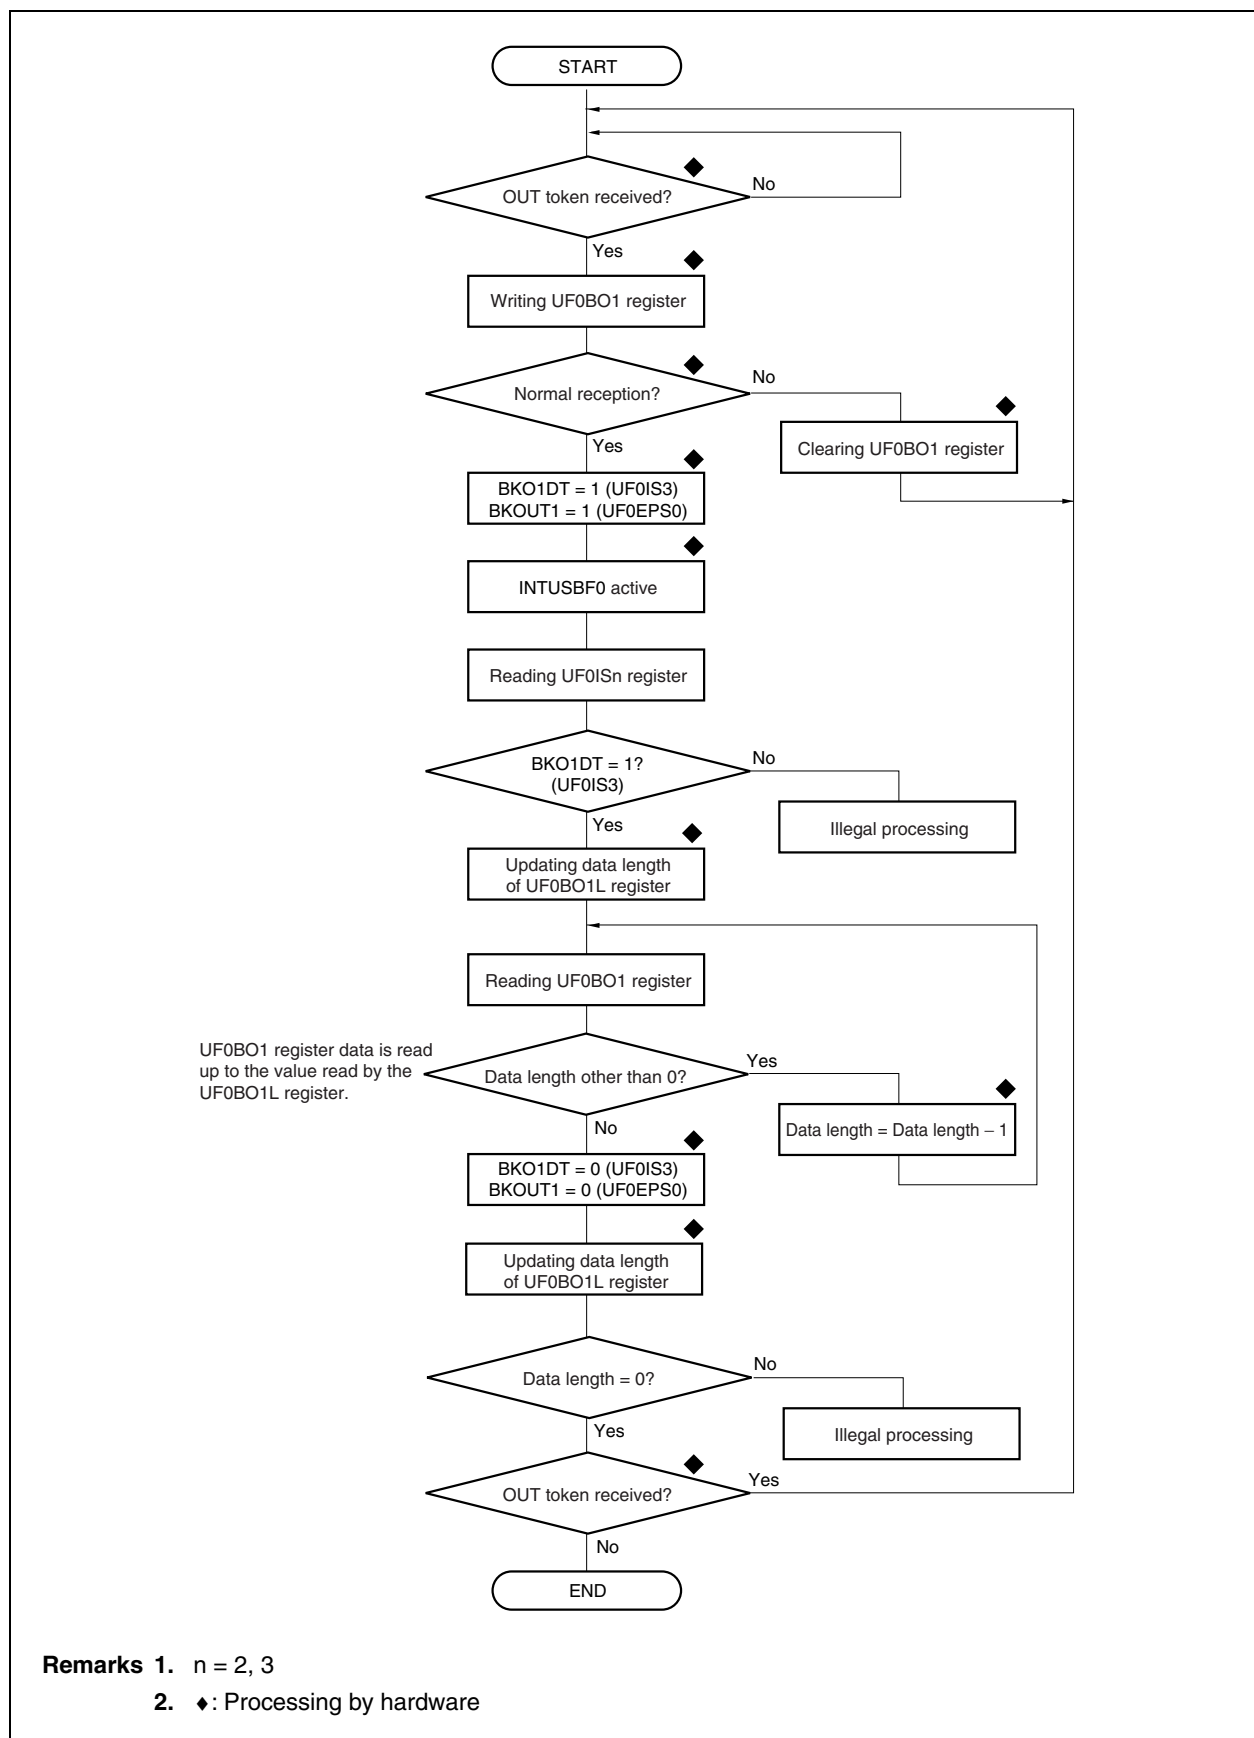 START
OUT token received?
No
Yes
Writing UF0BO1 register
Normal reception?
No
Yes
Clearing UF0BO1 register
BKO1DT = 1 (UF0IS3)
BKOUT1 = 1 (UF0EPS0)
INTUSBF0 active
Reading UF0ISn register
BKO1DT = 1?
(UF0IS3)
No
Yes
Illegal processing
Updating data length
of UF0BO1L register
Reading UF0BO1 register
UF0BO1 register data is read
up to the value read by the
UF0BO1L register.
Data length other than 0?
Yes
No
Data length = Data length – 1
BKO1DT = 0 (UF0IS3)
BKOUT1 = 0 (UF0EPS0)
Updating data length
of UF0BO1L register
Data length = 0?
No
Yes
Illegal processing
OUT token received?
Yes
No
END
Remarks 1. n = 2, 3
2. ♦: Processing by hardware